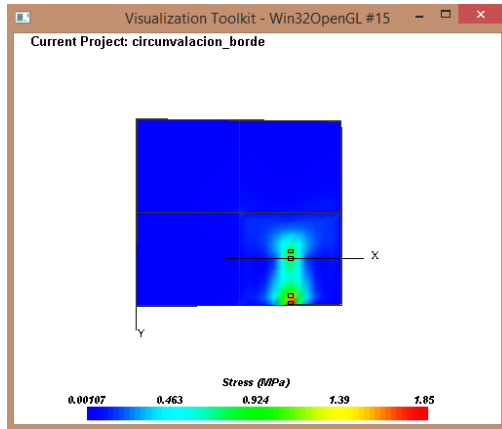 Visualization Toolkit - Win32OpenGL #15
Current Project: circunvalacion_borde
X
Y
Stress (MPa)
0.00107 0.463 0.924 1.39 1.85